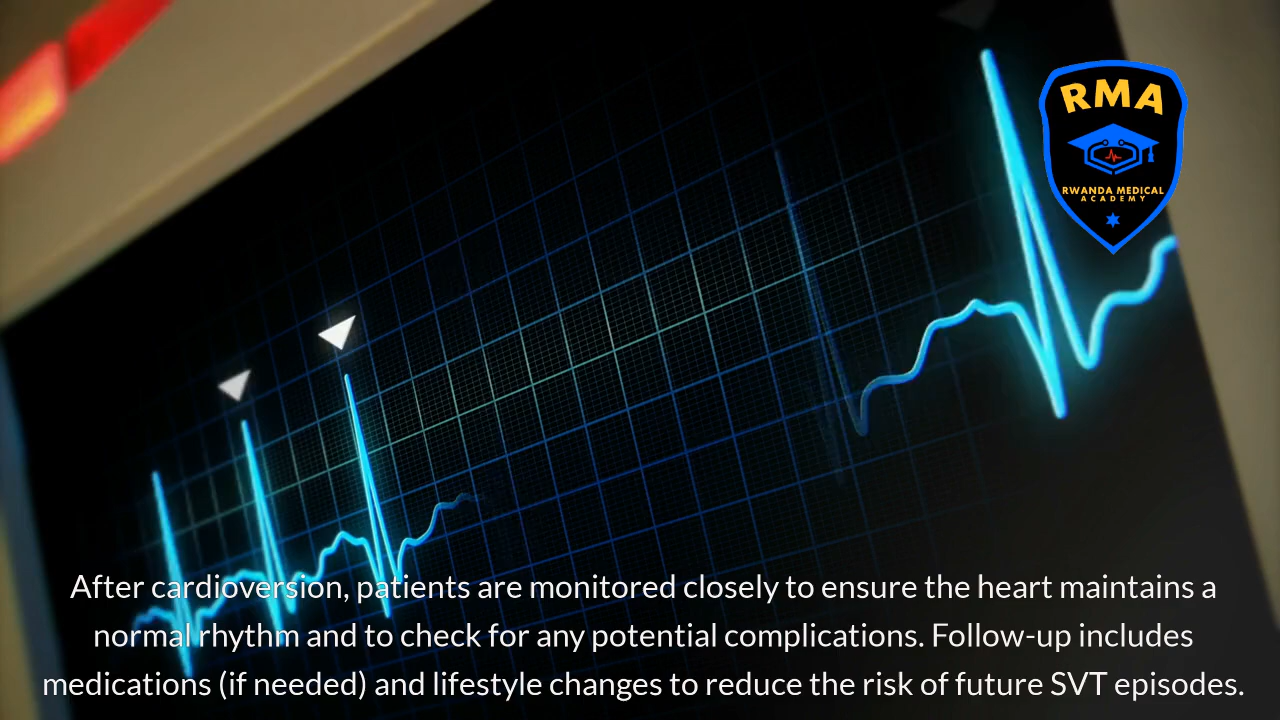 RMA
RWANDA MEDICAL
ACADEMY
After cardioversion, patients are monitored closely to ensure the heart maintains a
normal rhythm and to check for any potential complications. Follow-up includes
medications (if needed) and lifestyle changes to reduce the risk of future SVT episodes.